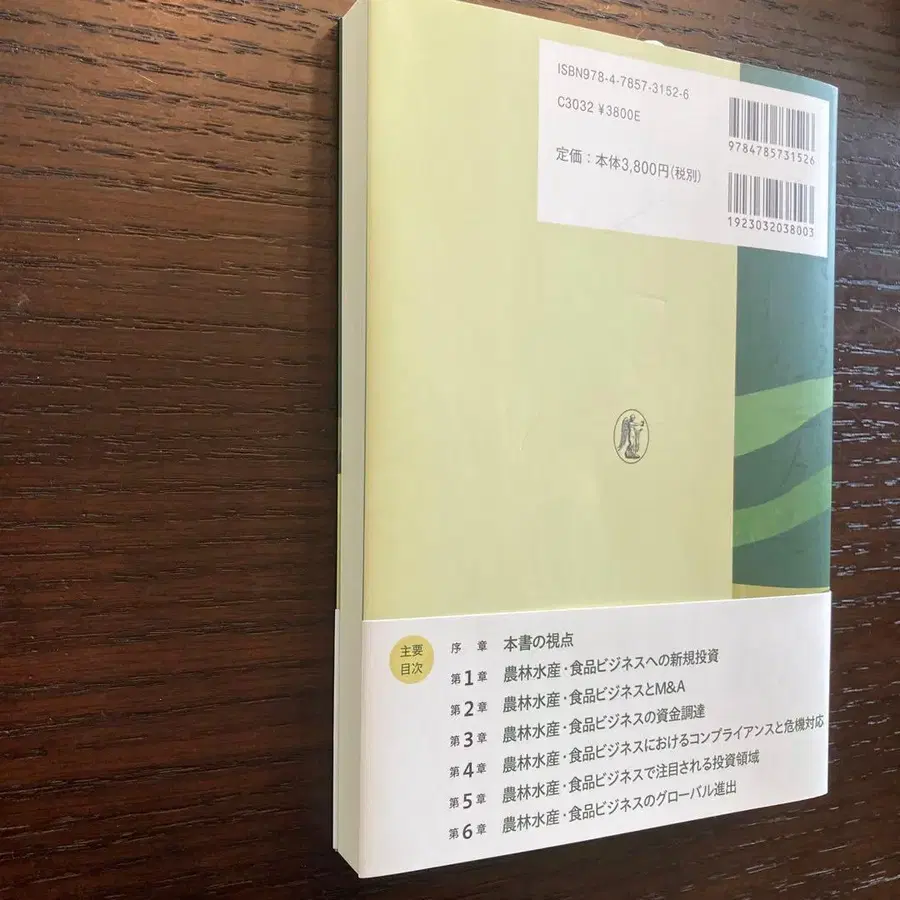 ISBN978-4-7857-3152-6
C3032 ¥3800E
定価：本体3,800円(税別)
9784785731526
1923032038003
主要
目次
序 章 本書の視点
第1章 農林水産・食品ビジネスへの新規投資
第2章 農林水産・食品ビジネスとM&A
第3章 農林水産・食品ビジネスの資金調達
第4章 農林水産・食品ビジネスにおけるコンプライアンスと危機対応
第5章 農林水産・食品ビジネスで注目される投資領域
第6章 農林水産・食品ビジネスのグローバル進出